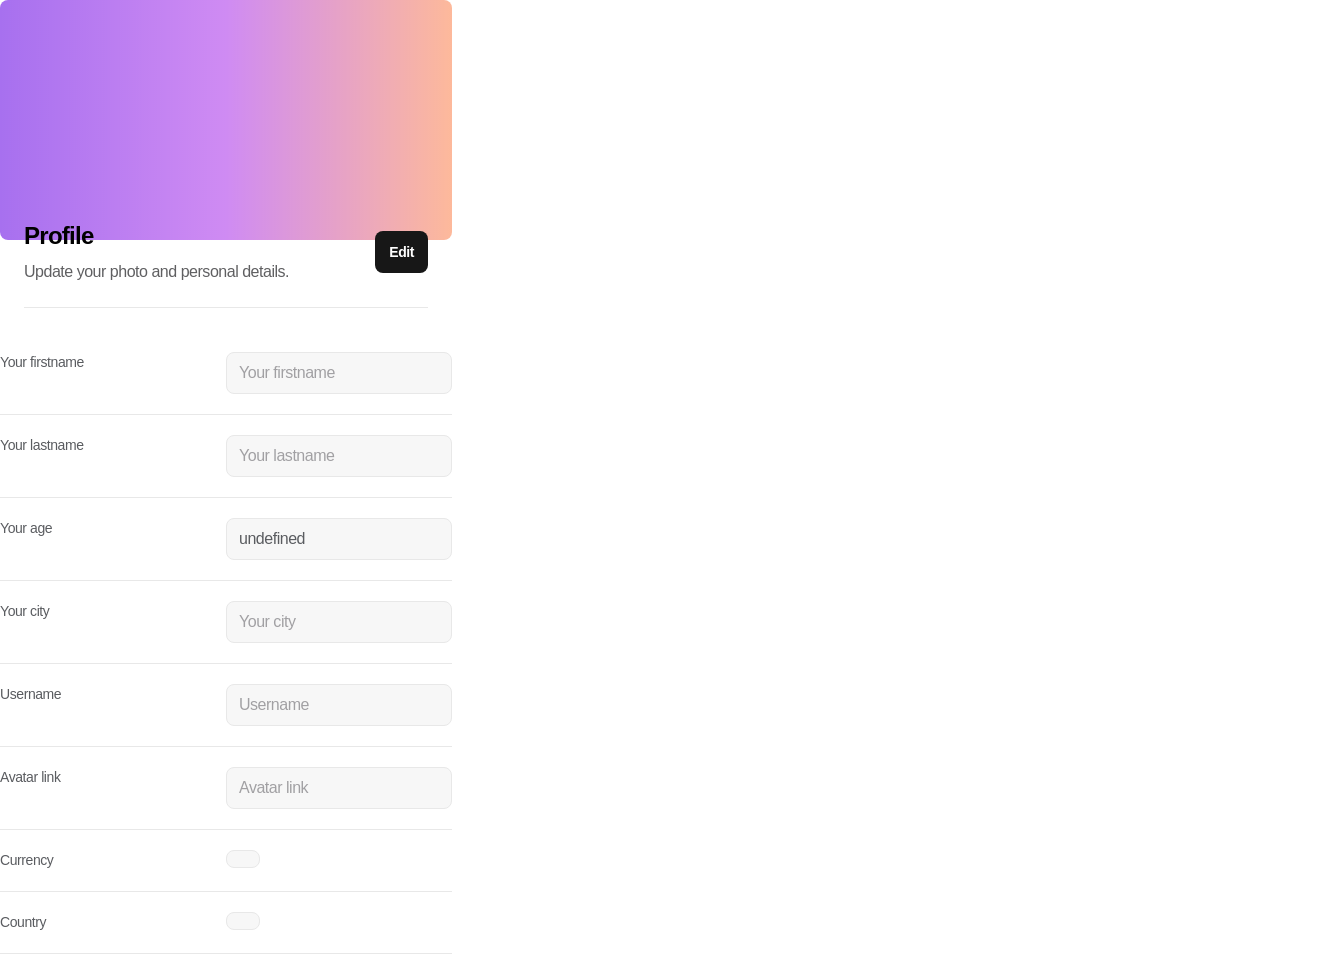 Profile
Edit
Update your photo and personal details.
Your firstname
Your firstname
Your lastname
Your lastname
Your age
undefined
Your city
Your city
Username
Username
Avatar link
Avatar link
Currency
Country